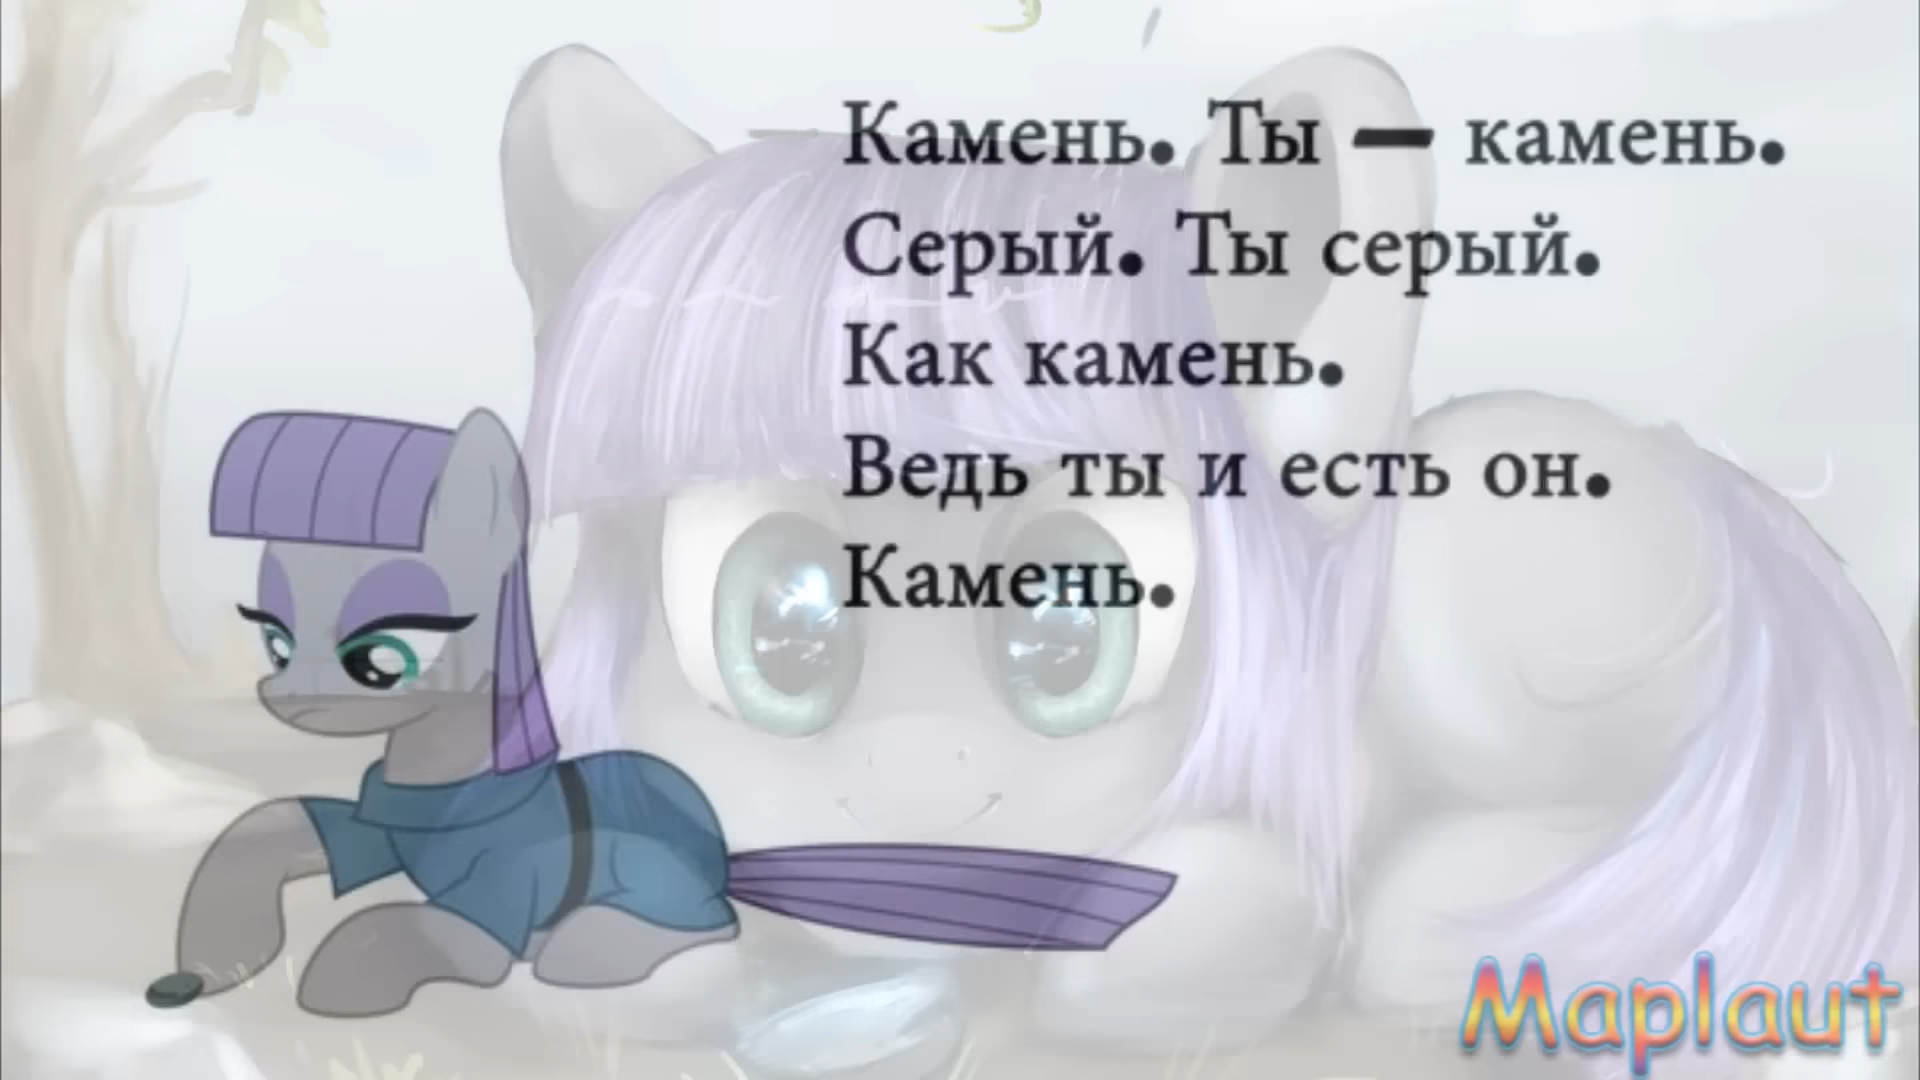 Камень. Ты — камень.
Серый. Ты серый.
Как камень.
Ведь ты и есть он.
Камень.
Maplaut